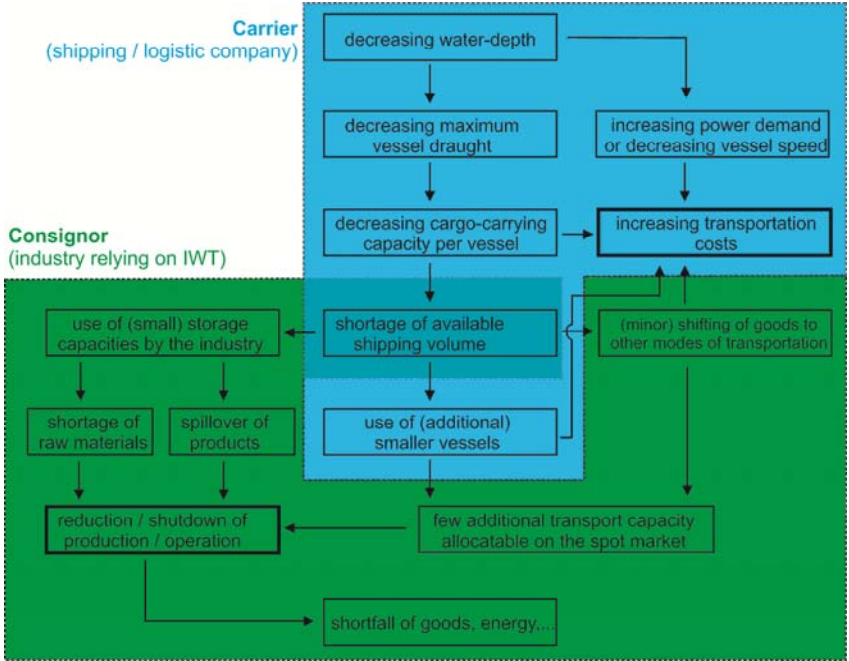 Carrier
(shipping / logistic company)
decreasing water-depth
decreasing maximum
vessel draught
increasing power demand
or decreasing vessel speed
decreasing cargo-carrying
capacity per vessel
increasing transportation
costs
Consignor
(industry relying on IWT)
use of (small) storage
capacities by the industry
shortage of available
shipping volume
(minor) shifting of goods to
other modes of transportation
shortage of
raw materials
spillover of
products
use of (additional)
smaller vessels
reduction / shutdown of
production / operation
few additional transport capacity
allocatable on the spot market
shortfall of goods, energy,...